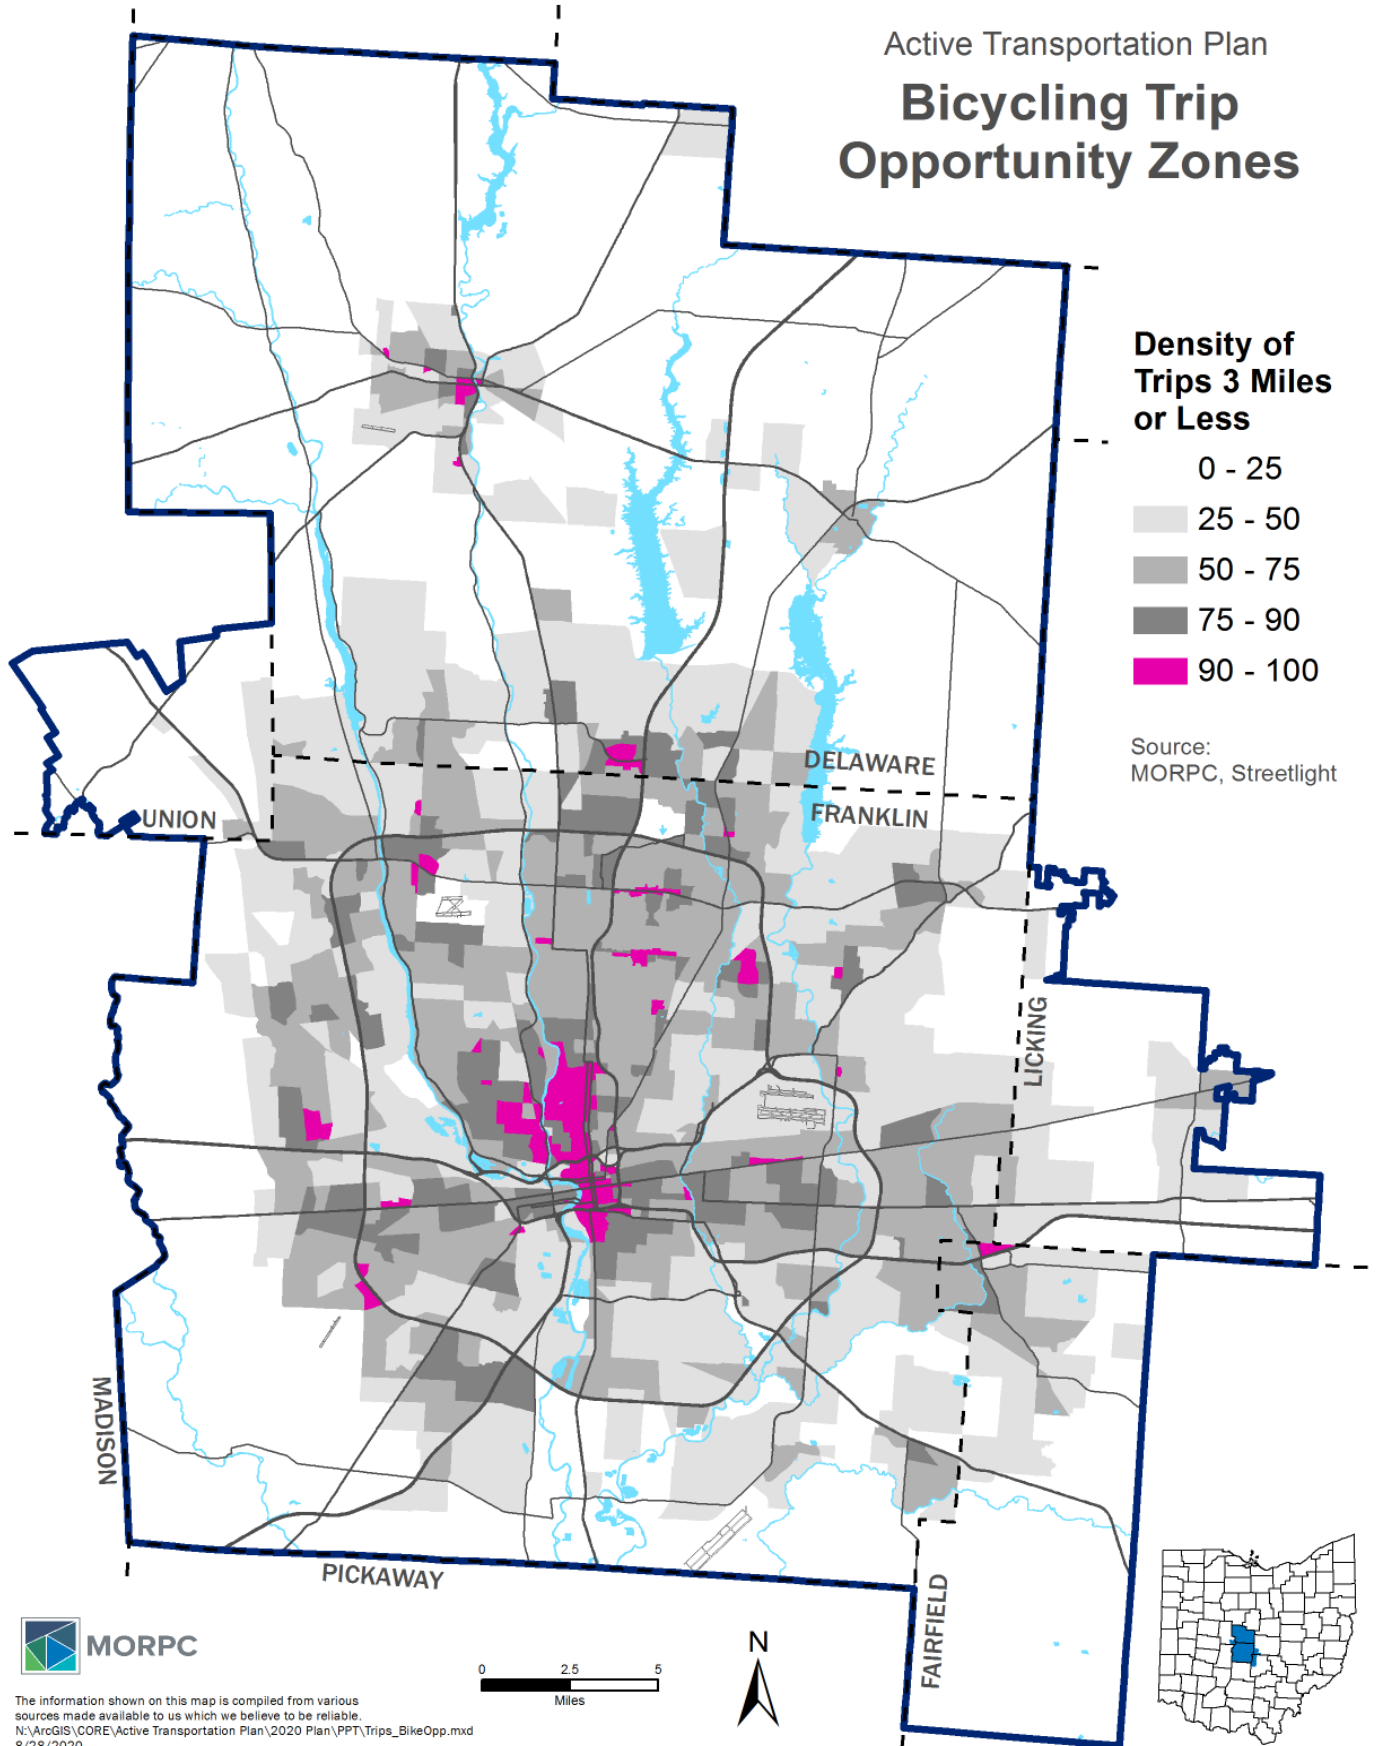 Active Transportation Plan
Bicycling Trip
Opportunity Zones
Density of
Trips 3 Miles
or Less
0 - 25
25 - 50
50 - 75
75 - 90
90 - 100
Source:
MORPC, Streetlight
DELAWARE
FRANKLIN
UNION
LICKING
MADISON
PICKAWAY
FAIRFIELD
MORPC
N
0 2.5 5
Miles
The information shown on this map is compiled from various
sources made available to us which we believe to be reliable.
N:\ArcGIS\CORE\Active Transportation Plan\2020 Plan\PPT\Trips_BikeOpp.mxd
8/28/2020